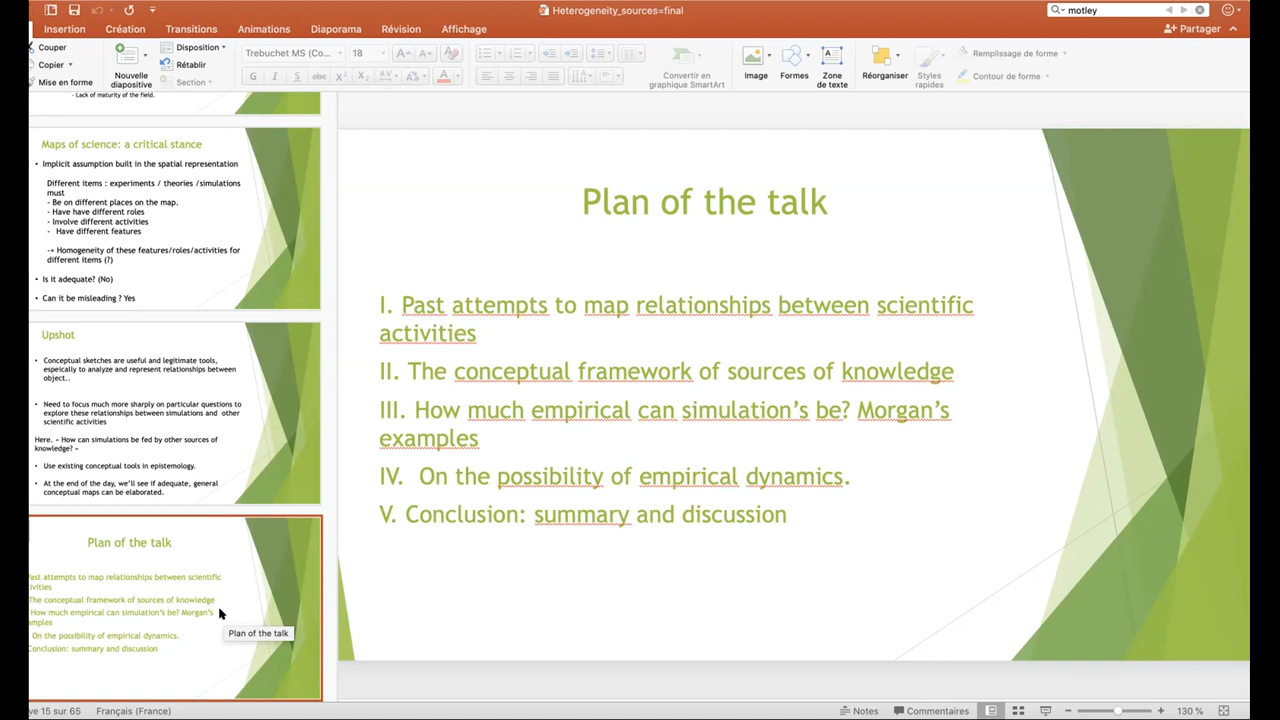 Heterogeneity_sources=final
motley
Insertion Création Transitions Animations Diaporama Révision Affichage
Partager
Couper
Copier
Mise en forme
Nouvelle
diapositive
Disposition
Rétablir
Section
Trebuchet MS (Co... 18
G I S abc X² X₂ AV Aa A
Convertir en
graphique SmartArt
Image
Formes
Zone
de texte
Réorganiser
Styles
rapides
Remplissage de forme
Contour de forme
- Lack of maturity of the field.
Maps of science: a critical stance
• Implicit assumption built in the spatial representation
Different items : experiments / theories /simulations
must
- Be on different places on the map.
- Have have different roles
- Involve different activities
- Have different features
-→ Homogeneity of these features/roles/activities for
different items (?)
• Is it adequate? (No)
• Can it be misleading ? Yes
Upshot
• Conceptual sketches are useful and legitimate tools,
espeically to analyze and represent relationships between
object..
• Need to focus much more sharply on particular questions to
explore these relationships between simulations and other
scientific activities
Here. « How can simulations be fed by other sources of
knowledge? »
• Use existing conceptual tools in epistemology.
• At the end of the day, we'll see if adequate, general
conceptual maps can be elaborated.
Plan of the talk
Past attempts to map relationships between scientific
tivities
The conceptual framework of sources of knowledge
How much empirical can simulation's be? Morgan's
amples
On the possibility of empirical dynamics.
Conclusion: summary and discussion
Plan of the talk
Plan of the talk
I. Past attempts to map relationships between scientific
activities
II. The conceptual framework of sources of knowledge
III. How much empirical can simulation's be? Morgan's
examples
IV. On the possibility of empirical dynamics.
V. Conclusion: summary and discussion
ve 15 sur 65 Français (France)
Notes Commentaires 130 %